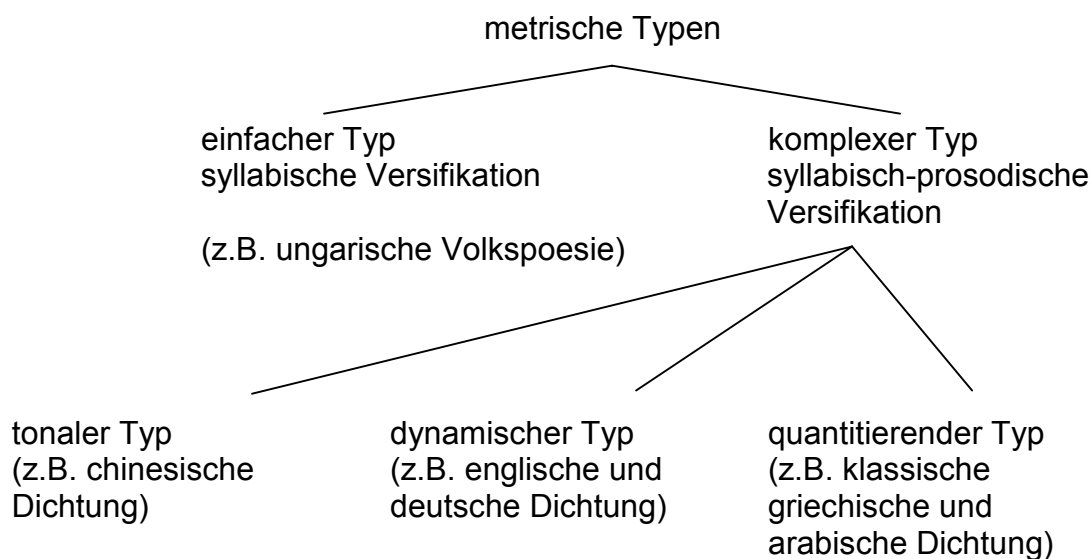 metrische Typen
einfacher Typ
syllabische Versifikation
(z.B. ungarische Volkspoesie)
komplexer Typ
syllabisch-prosodische
Versifikation
tonaler Typ
(z.B. chinesische
Dichtung)
dynamischer Typ
(z.B. englische und
deutsche Dichtung)
quantitierender Typ
(z.B. klassische
griechische und
arabische Dichtung)